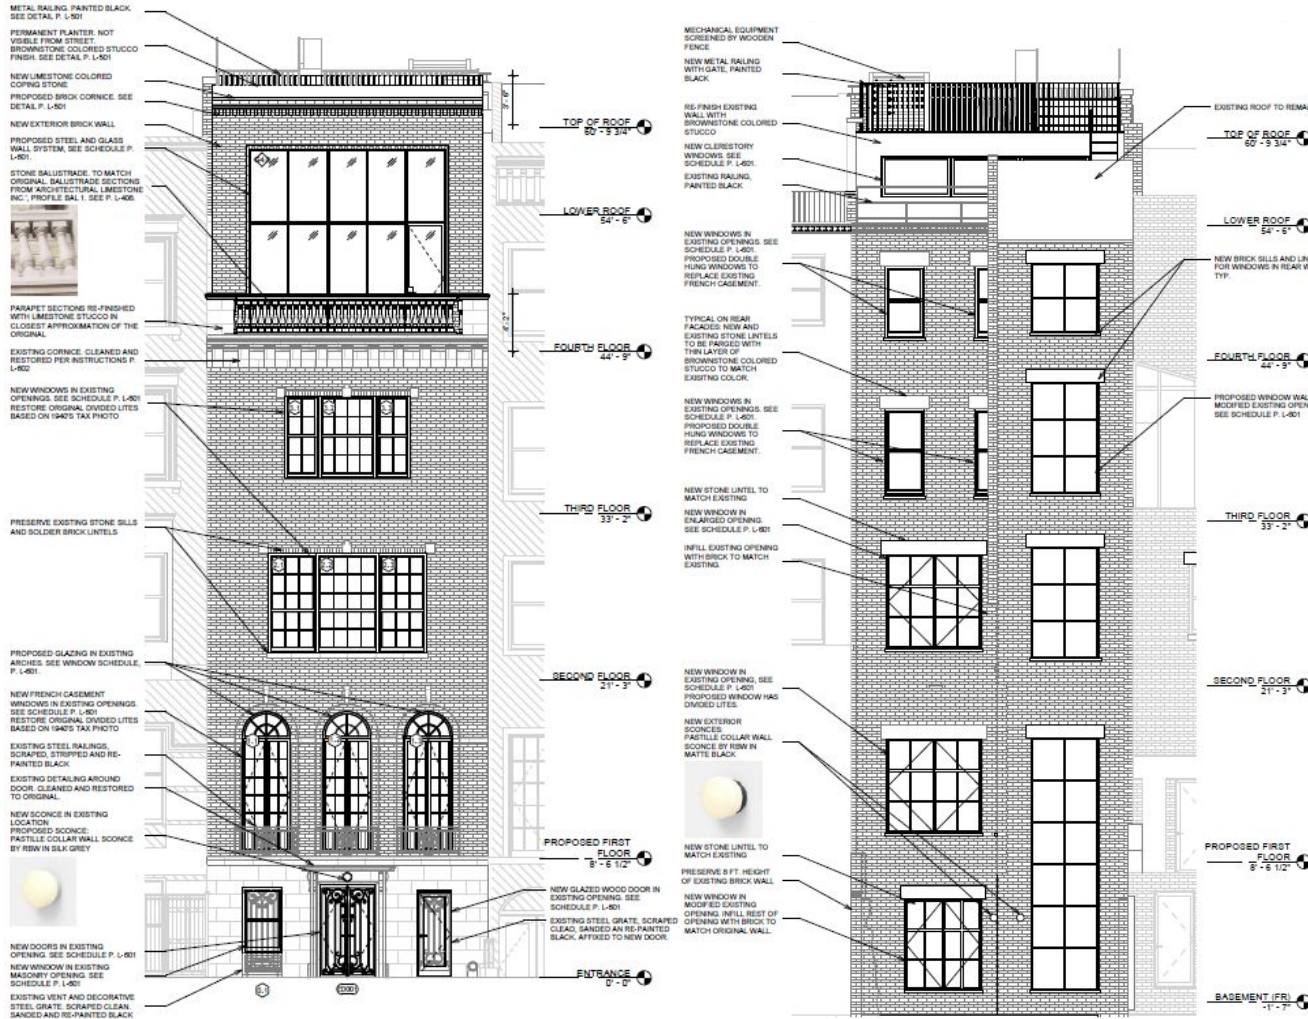 METAL RAILING. PAINTED BLACK.
SEE DETAIL P. L-501
PERMANENT PLANTER. NOT
VISIBLE FROM STREET.
BROWNSTONE COLORED STUCCO
FINISH. SEE DETAIL P. L-501
NEW LIMESTONE COLORED
COPING STONE
PROPOSED BRICK CORNICE. SEE
DETAIL P. L-501
NEW EXTERIOR BRICK WALL
PROPOSED STEEL AND GLASS
WALL SYSTEM, SEE SCHEDULE P.
L-601.
STONE BALUSTRADE. TO MATCH
ORIGINAL. BALUSTRADE SECTIONS
FROM 'ARCHITECTURAL LIMESTONE
INC.', PROFILE BAL 1. SEE P. L-406.
PARAPET SECTIONS RE-FINISHED
WITH LIMESTONE STUCCO IN
CLOSEST APPROXIMATION OF THE
ORIGINAL
EXISTING CORNICE. CLEANED AND
RESTORED PER INSTRUCTIONS P.
L-602
NEW WINDOWS IN EXISTING
OPENINGS. SEE SCHEDULE P. L-601
RESTORE ORIGINAL DIVIDED LITES
BASED ON 1940'S TAX PHOTO
PRESERVE EXISTING STONE SILLS
AND SOLDIER BRICK LINTELS
PROPOSED GLAZING IN EXISTING
ARCHES. SEE WINDOW SCHEDULE,
P. L-601.
NEW FRENCH CASEMENT
WINDOWS IN EXISTING OPENINGS.
SEE SCHEDULE P. L-601
RESTORE ORIGINAL DIVIDED LITES
BASED ON 1940'S TAX PHOTO
EXISTING STEEL RAILINGS,
SCRAPED, STRIPPED AND RE-
PAINTED BLACK
EXISTING DETAILING AROUND
DOOR. CLEANED AND RESTORED
TO ORIGINAL.
NEW SCONCE IN EXISTING
LOCATION
PROPOSED SCONCE:
PASTILLE COLLAR WALL SCONCE
BY RBW IN SILK GREY
NEW DOORS IN EXISTING
OPENING. SEE SCHEDULE P. L-601
NEW WINDOW IN EXISTING
MASONRY OPENING. SEE
SCHEDULE P. L-601
EXISTING VENT AND DECORATIVE
STEEL GRATE. SCRAPED CLEAN.
SANDED AND RE-PAINTED BLACK
3'- 6"
4'- 2"
TOP OF ROOF
60' - 9 3/4"
LOWER ROOF
54' - 6"
FOURTH FLOOR
44' - 9"
THIRD FLOOR
33' - 2"
SECOND FLOOR
21' - 3"
PROPOSED FIRST
FLOOR
8' - 6 1/2"
NEW GLAZED WOOD DOOR IN
EXISTING OPENING. SEE
SCHEDULE P. L-601
EXISTING STEEL GRATE, SCRAPED
CLEAD, SANDED AN RE-PAINTED
BLACK. AFFIXED TO NEW DOOR.
ENTRANCE
0' - 0"
MECHANICAL EQUIPMENT
SCREENED BY WOODEN
FENCE
NEW METAL RAILING
WITH GATE, PAINTED
BLACK
RE-FINISH EXISTING
WALL WITH
BROWNSTONE COLORED
STUCCO
NEW CLERESTORY
WINDOWS. SEE
SCHEDULE P. L-601.
EXISTING RAILING,
PAINTED BLACK
NEW WINDOWS IN
EXISTING OPENINGS. SEE
SCHEDULE P. L-601.
PROPOSED DOUBLE
HUNG WINDOWS TO
REPLACE EXISTING
FRENCH CASEMENT.
TYPICAL ON REAR
FACADES: NEW AND
EXISTING STONE LINTELS
TO BE PARGED WITH
THIN LAYER OF
BROWNSTONE COLORED
STUCCO TO MATCH
EXISITNG COLOR.
NEW WINDOWS IN
EXISTING OPENINGS. SEE
SCHEDULE P. L-601.
PROPOSED DOUBLE
HUNG WINDOWS TO
REPLACE EXISTING
FRENCH CASEMENT.
NEW STONE LINTEL TO
MATCH EXISTING
NEW WINDOW IN
ENLARGED OPENING.
SEE SCHEDULE P. L-601
INFILL EXISTING OPENING
WITH BRICK TO MATCH
EXISTING.
NEW WINDOW IN
EXISTING OPENING, SEE
SCHEDULE P. L-601
PROPOSED WINDOW HAS
DIVIDED LITES.
NEW EXTERIOR
SCONCES:
PASTILLE COLLAR WALL
SCONCE BY RBW IN
MATTE BLACK
NEW STONE LINTEL TO
MATCH EXISTING
PRESERVE 8 FT. HEIGHT
OF EXISTING BRICK WALL
NEW WINDOW IN
MODIFIED EXISTING
OPENING. INFILL REST OF
OPENING WITH BRICK TO
MATCH ORIGINAL WALL.
EXISTING ROOF TO REMA
TOP OF ROOF
60' - 9 3/4"
LOWER ROOF
54' - 6"
NEW BRICK SILLS AND LIN
FOR WINDOWS IN REAR W
TYP.
FOURTH FLOOR
44' - 9"
PROPOSED WINDOW WAL
MODIFIED EXISTING OPEN
SEE SCHEDULE P. L-601
THIRD FLOOR
33' - 2"
SECOND FLOOR
21' - 3"
PROPOSED FIRST
FLOOR
8' - 6 1/2"
BASEMENT (FR)
-1' - 7"